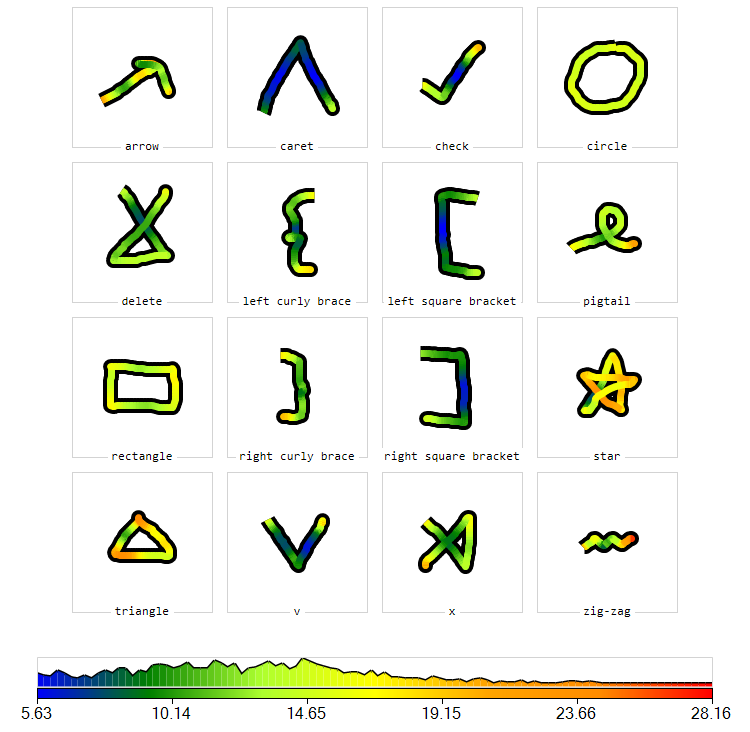 arrow caret check circle
delete left curly brace left square bracket pigtail
rectangle right curly brace right square bracket star
triangle v x zig-zag
5.63 10.14 14.65 19.15 23.66 28.16